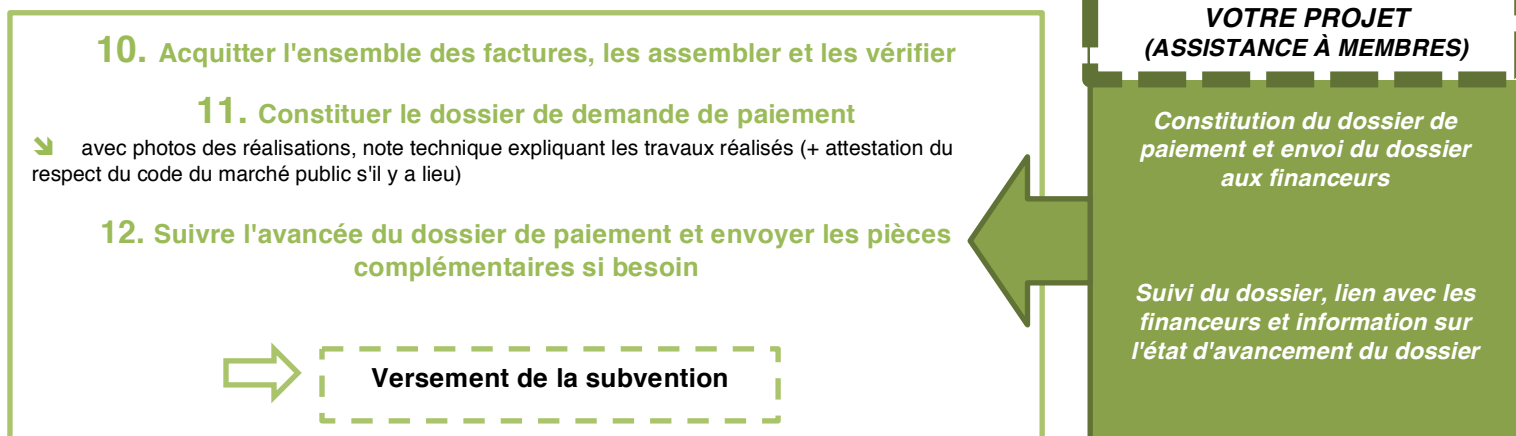 10. Acquitter l'ensemble des factures, les assembler et les vérifier
11. Constituer le dossier de demande de paiement
avec photos des réalisations, note technique expliquant les travaux réalisés (+ attestation du
respect du code du marché public s'il y a lieu)
12. Suivre l'avancée du dossier de paiement et envoyer les pièces
complémentaires si besoin
Versement de la subvention
VOTRE PROJET
(ASSISTANCE À MEMBRES)
Constitution du dossier de
paiement et envoi du dossier
aux financeurs
Suivi du dossier, lien avec les
financeurs et information sur
l'état d'avancement du dossier